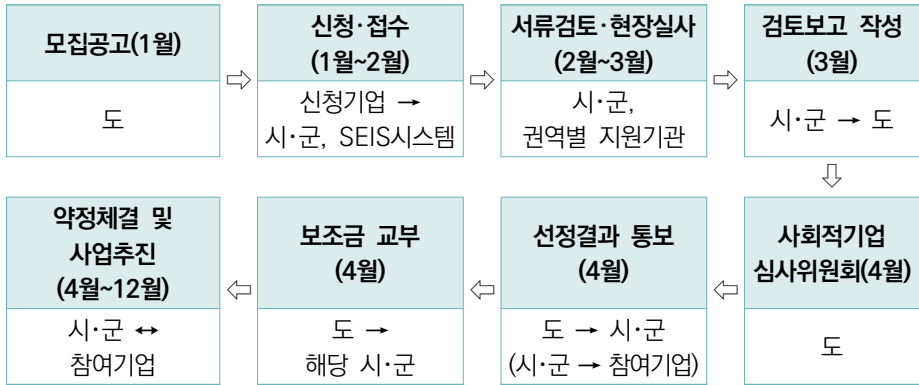 모집공고(1월)
도
신청·접수
(1월~2월)
신청기업 →
시·군, SEIS시스템
서류검토·현장실사
(2월~3월)
시·군,
권역별 지원기관
검토보고 작성
(3월)
시·군 → 도
사회적기업
심사위원회(4월)
도
선정결과 통보
(4월)
도 → 시·군
(시·군 → 참여기업)
보조금 교부
(4월)
도 →
해당 시·군
약정체결 및
사업추진
(4월~12월)
시·군 ↔
참여기업